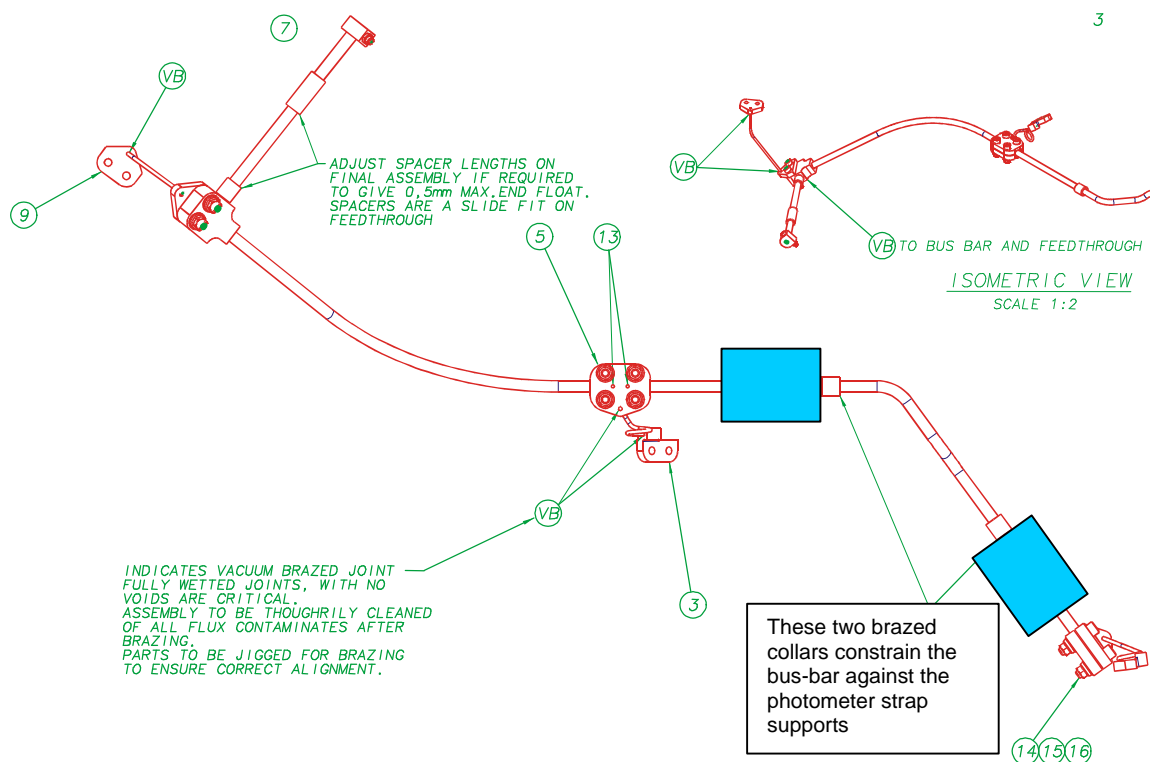 7
3
VB
ADJUST SPACER LENGTHS ON
FINAL ASSEMBLY IF REQUIRED
TO GIVE 0,5mm MAX.END FLOAT.
SPACERS ARE A SLIDE FIT ON
FEEDTHROUGH
9
VB
VB TO BUS BAR AND FEEDTHROUGH
ISOMETRIC VIEW
SCALE 1:2
5
13
VB
INDICATES VACUUM BRAZED JOINT
FULLY WETTED JOINTS, WITH NO
VOIDS ARE CRITICAL.
ASSEMBLY TO BE THOUGHRILY CLEANED
OF ALL FLUX CONTAMINATES AFTER
BRAZING.
PARTS TO BE JIGGED FOR BRAZING
TO ENSURE CORRECT ALIGNMENT.
3
These two brazed
collars constrain the
bus-bar against the
photometer strap
supports
14 15 16